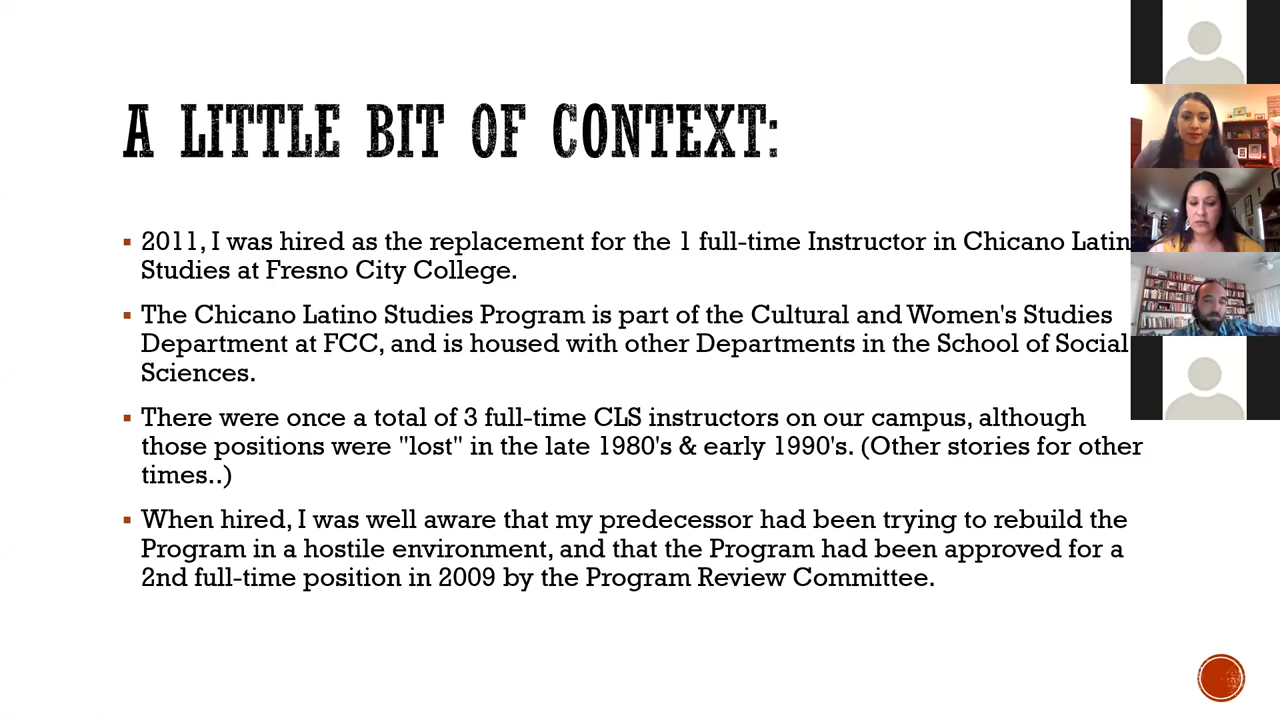 A LITTLE BIT OF CONTEXT:
2011, I was hired as the replacement for the 1 full-time Instructor in Chicano Latin
Studies at Fresno City College.
The Chicano Latino Studies Program is part of the Cultural and Women's Studies
Department at FCC, and is housed with other Departments in the School of Social
Sciences.
There were once a total of 3 full-time CLS instructors on our campus, although
those positions were "lost" in the late 1980's & early 1990's. (Other stories for other
times..)
When hired, I was well aware that my predecessor had been trying to rebuild the
Program in a hostile environment, and that the Program had been approved for a
2nd full-time position in 2009 by the Program Review Committee.